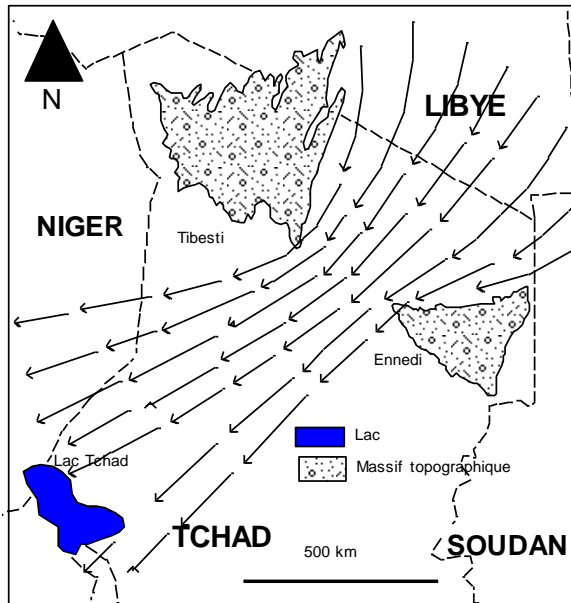 N
LIBYE
NIGER
Tibesti
Ennedi
Lac
Lac Tchad
Massif topographique
TCHAD
500 km
SOUDAN